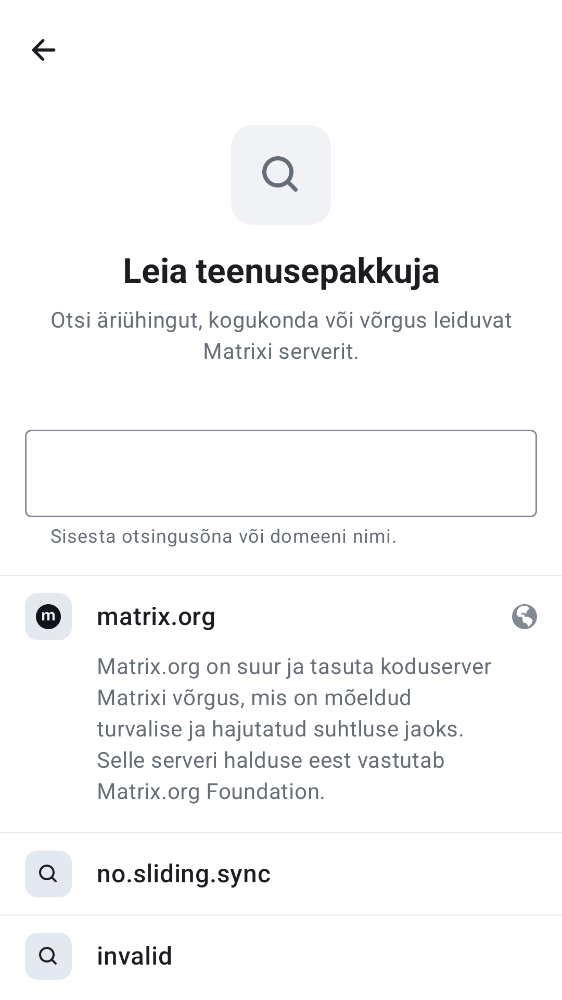 Leia teenusepakkuja
Otsi äriühingut, kogukonda või võrgus leiduvat
Matrixi serverit.
Sisesta otsingusõna või domeeni nimi.
m
matrix.org
Matrix.org on suur ja tasuta koduserver
Matrixi võrgus, mis on mõeldud
turvalise ja hajutatud suhtluse jaoks.
Selle serveri halduse eest vastutab
Matrix.org Foundation.
no.sliding.sync
invalid